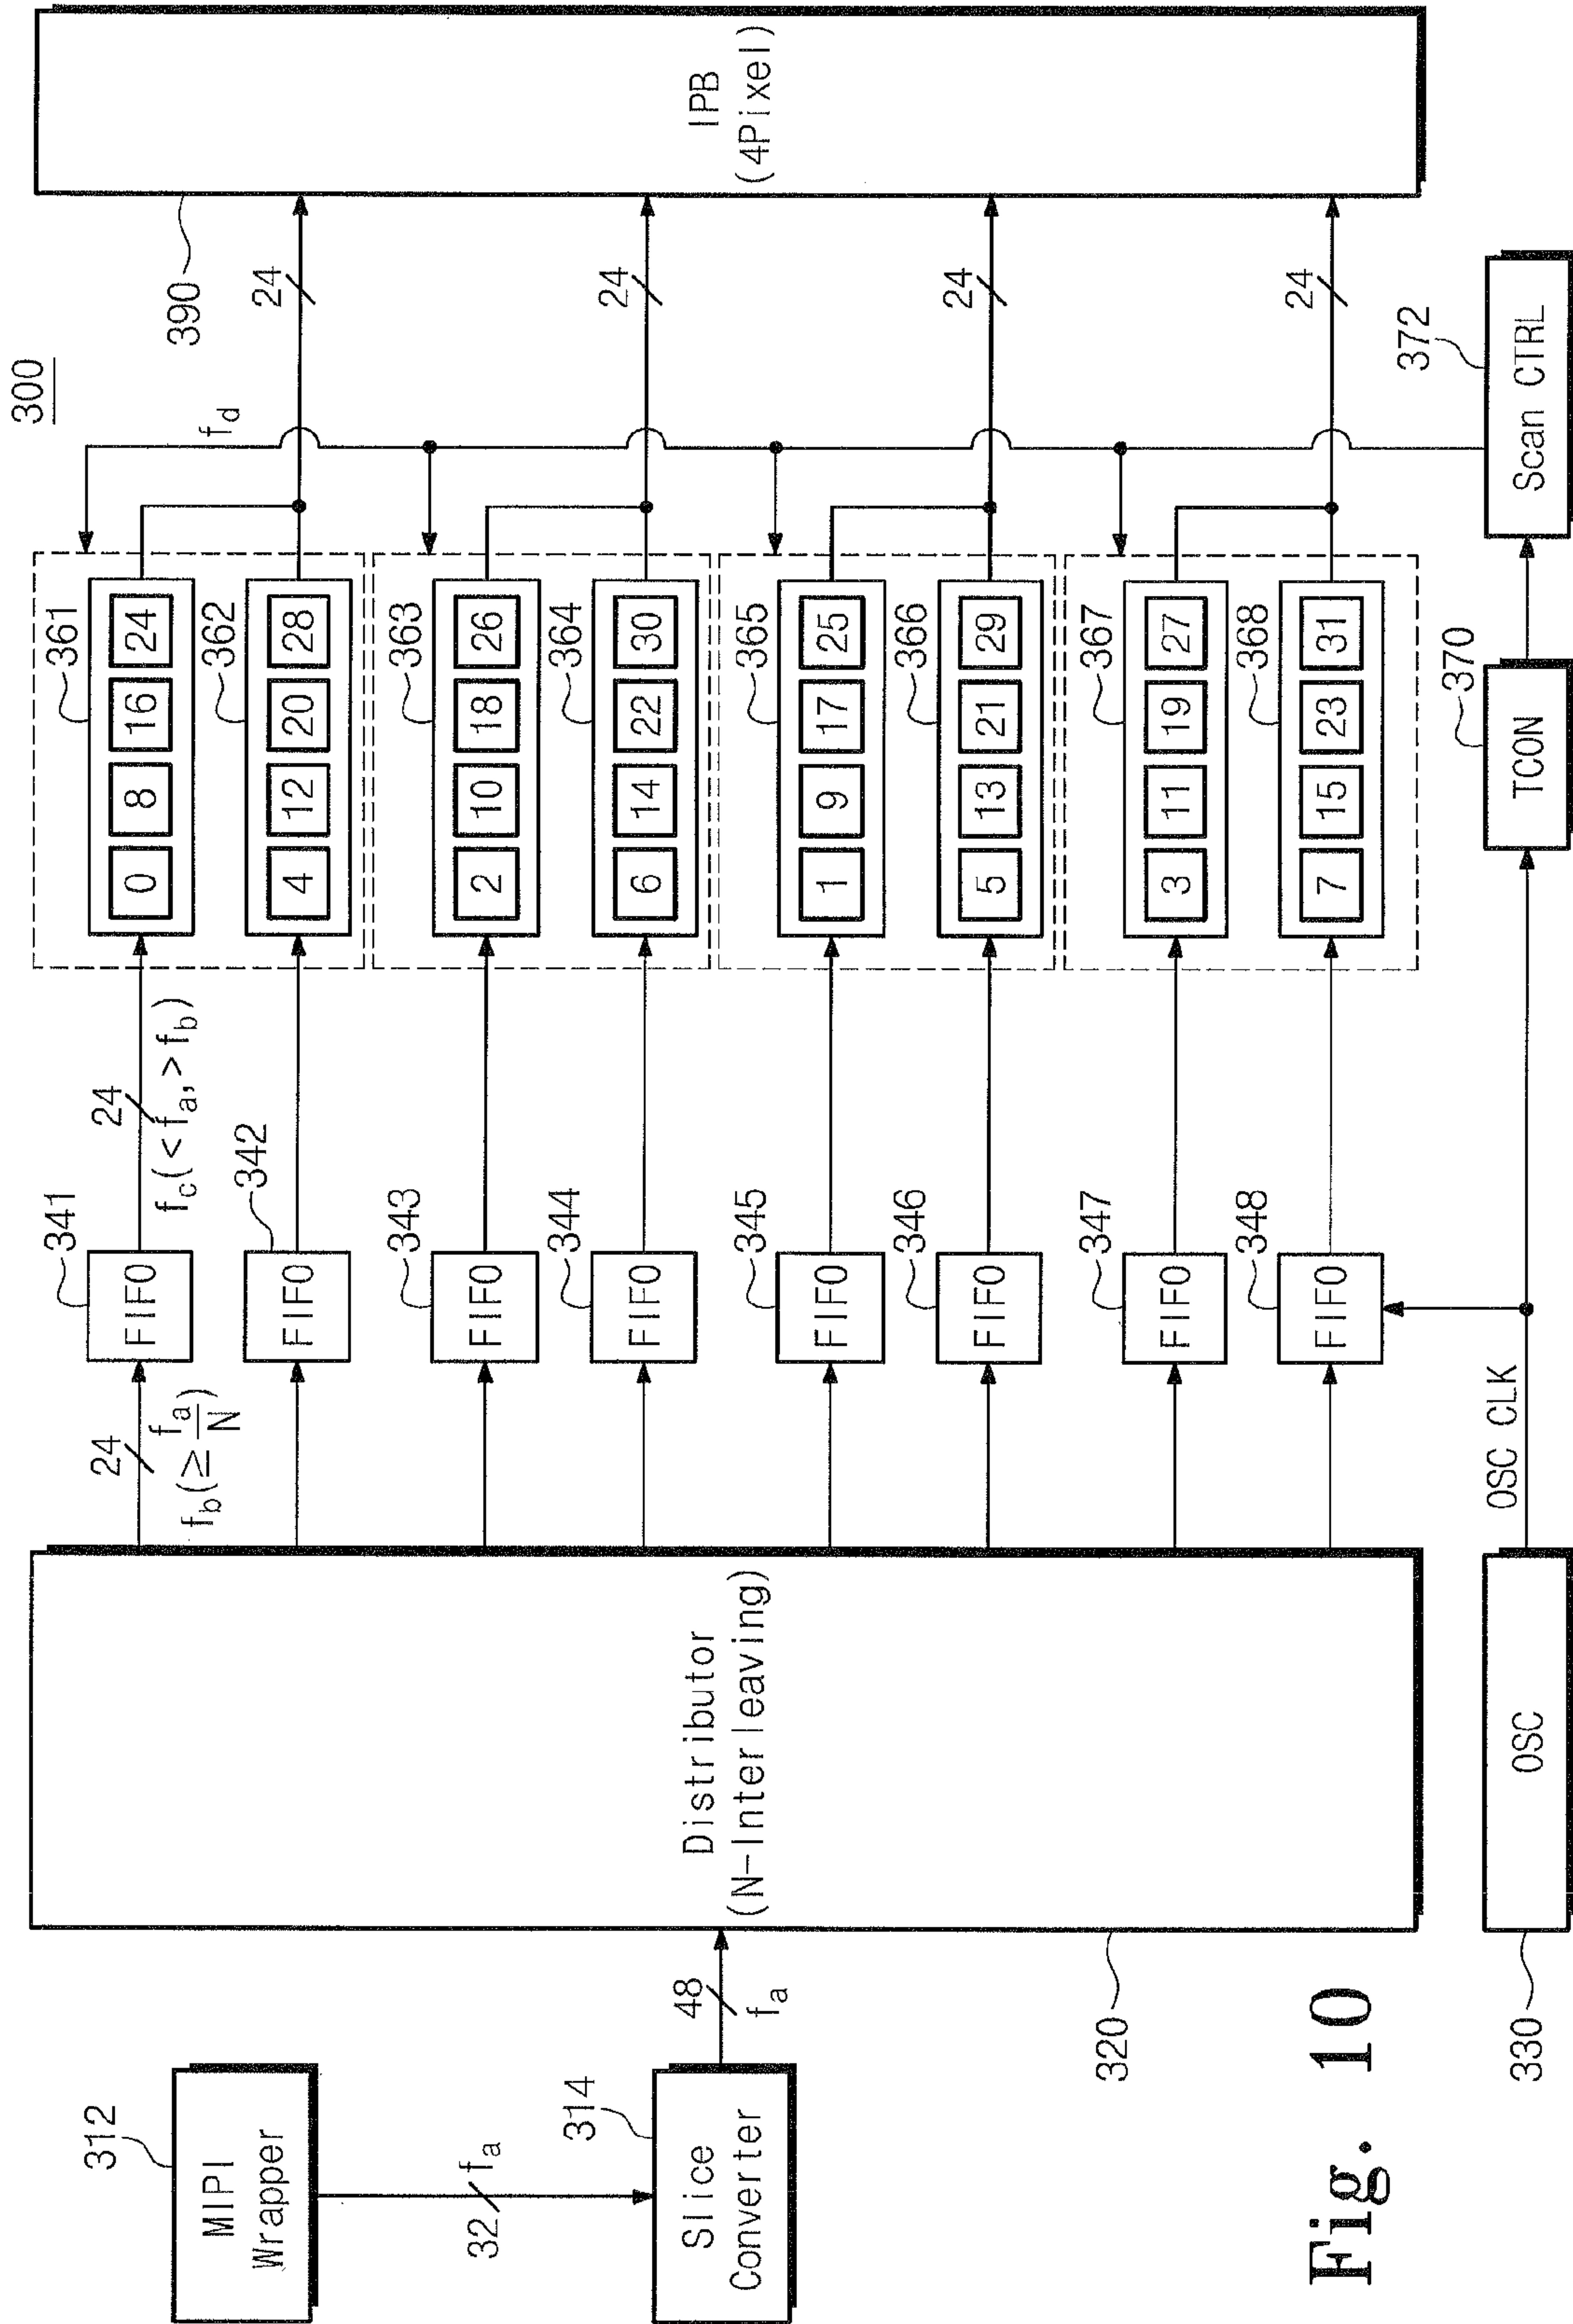 300
312
MIPI
Wrapper
32
fa
314
Slice
Converter
48
fa
320
Distributor
(N-Interleaving)
24
fb(≥fa/N)
341
FIFO
342
FIFO
343
FIFO
344
FIFO
345
FIFO
346
FIFO
347
FIFO
348
FIFO
24
fc(<fa,>fb)
361
0 8 16 24
362
4 12 20 28
363
2 10 18 26
364
6 14 22 30
365
1 9 17 25
366
5 13 21 29
367
3 11 19 27
368
7 15 23 31
fd
24
24
24
24
390
IPB
(4Pixel)
330
OSC
OSC CLK
370
TCON
372
Scan CTRL
Fig. 10